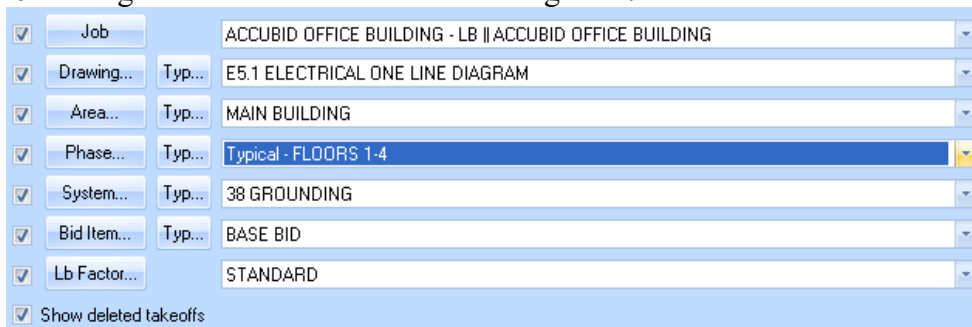 Job ACCUBID OFFICE BUILDING - LB || ACCUBID OFFICE BUILDING
Drawing... Typ... E5.1 ELECTRICAL ONE LINE DIAGRAM
Area... Typ... MAIN BUILDING
Phase... Typ... Typical - FLOORS 1-4
System... Typ... 38 GROUNDING
Bid Item... Typ... BASE BID
Lb Factor... STANDARD
Show deleted takeoffs